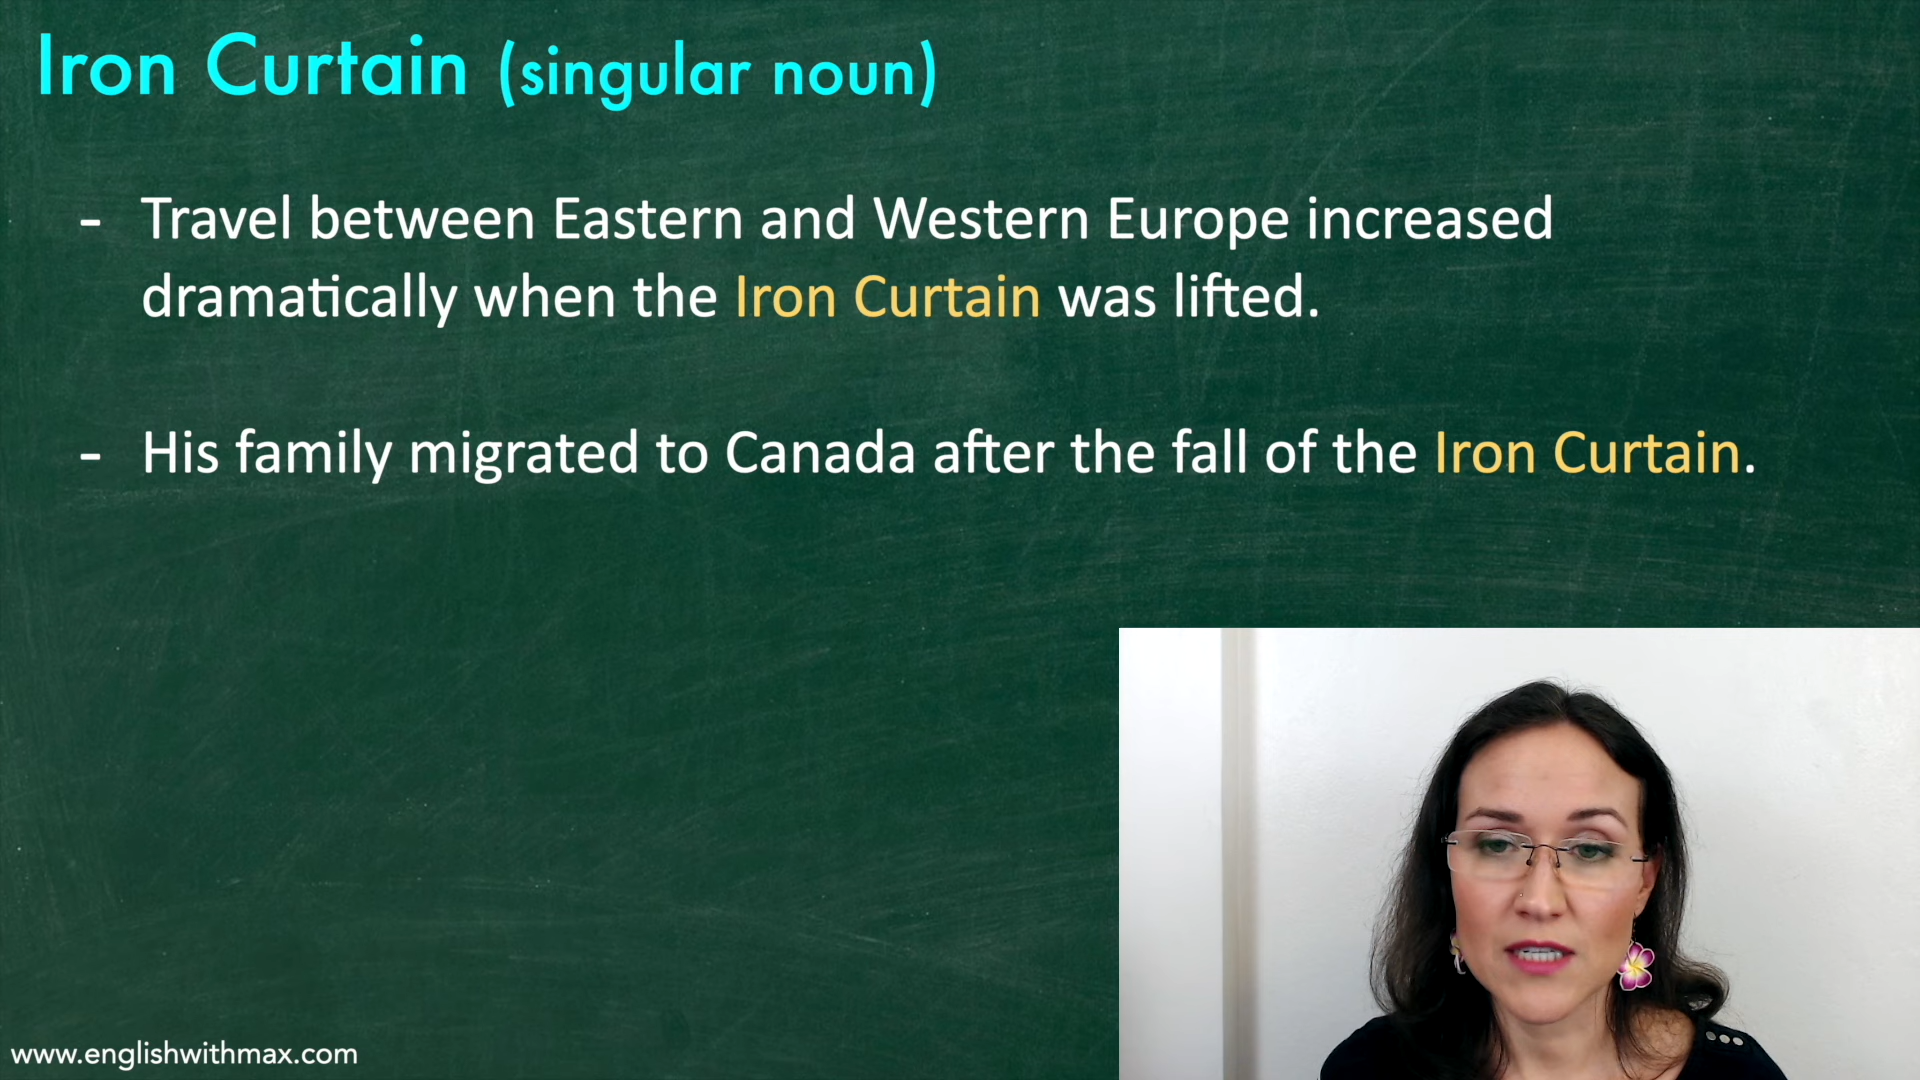 Iron Curtain (singular noun)
- Travel between Eastern and Western Europe increased
dramatically when the Iron Curtain was lifted.
- His family migrated to Canada after the fall of the Iron Curtain.
www.englishwithmax.com